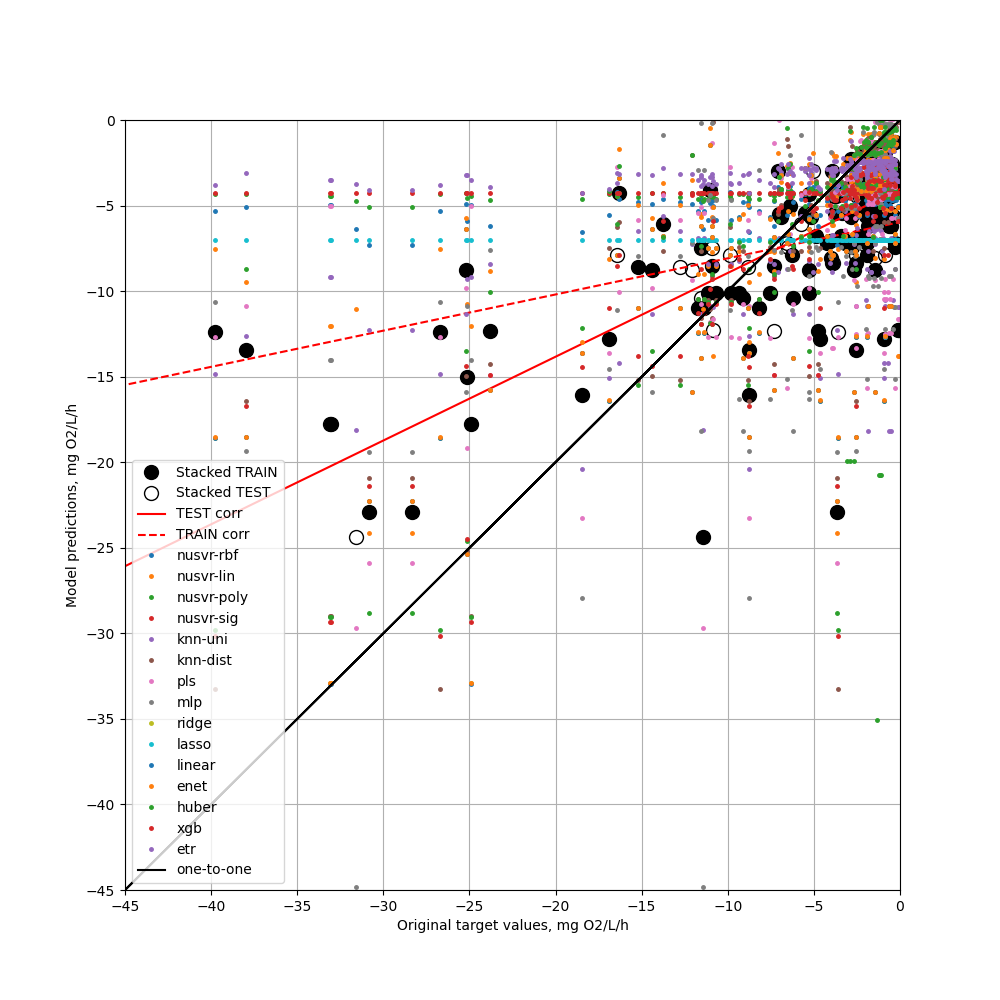 0
−5
−10
−15
−20
−25
−30
−35
−40
−45
Model predictions, mg O2/L/h
Stacked TRAIN
Stacked TEST
TEST corr
TRAIN corr
nusvr-rbf
nusvr-lin
nusvr-poly
nusvr-sig
knn-uni
knn-dist
pls
mlp
ridge
lasso
linear
enet
huber
xgb
etr
one-to-one
−45 −40 −35 −30 −25 −20 −15 −10 −5 0
Original target values, mg O2/L/h